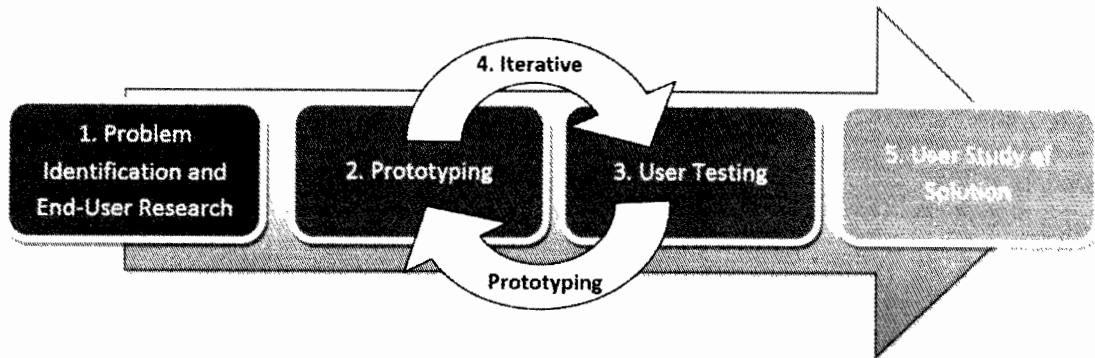 4. Iterative
1. Problem
Identification and
End-User Research
2. Prototyping
3. User Testing
5. User Study of
Solution
Prototyping